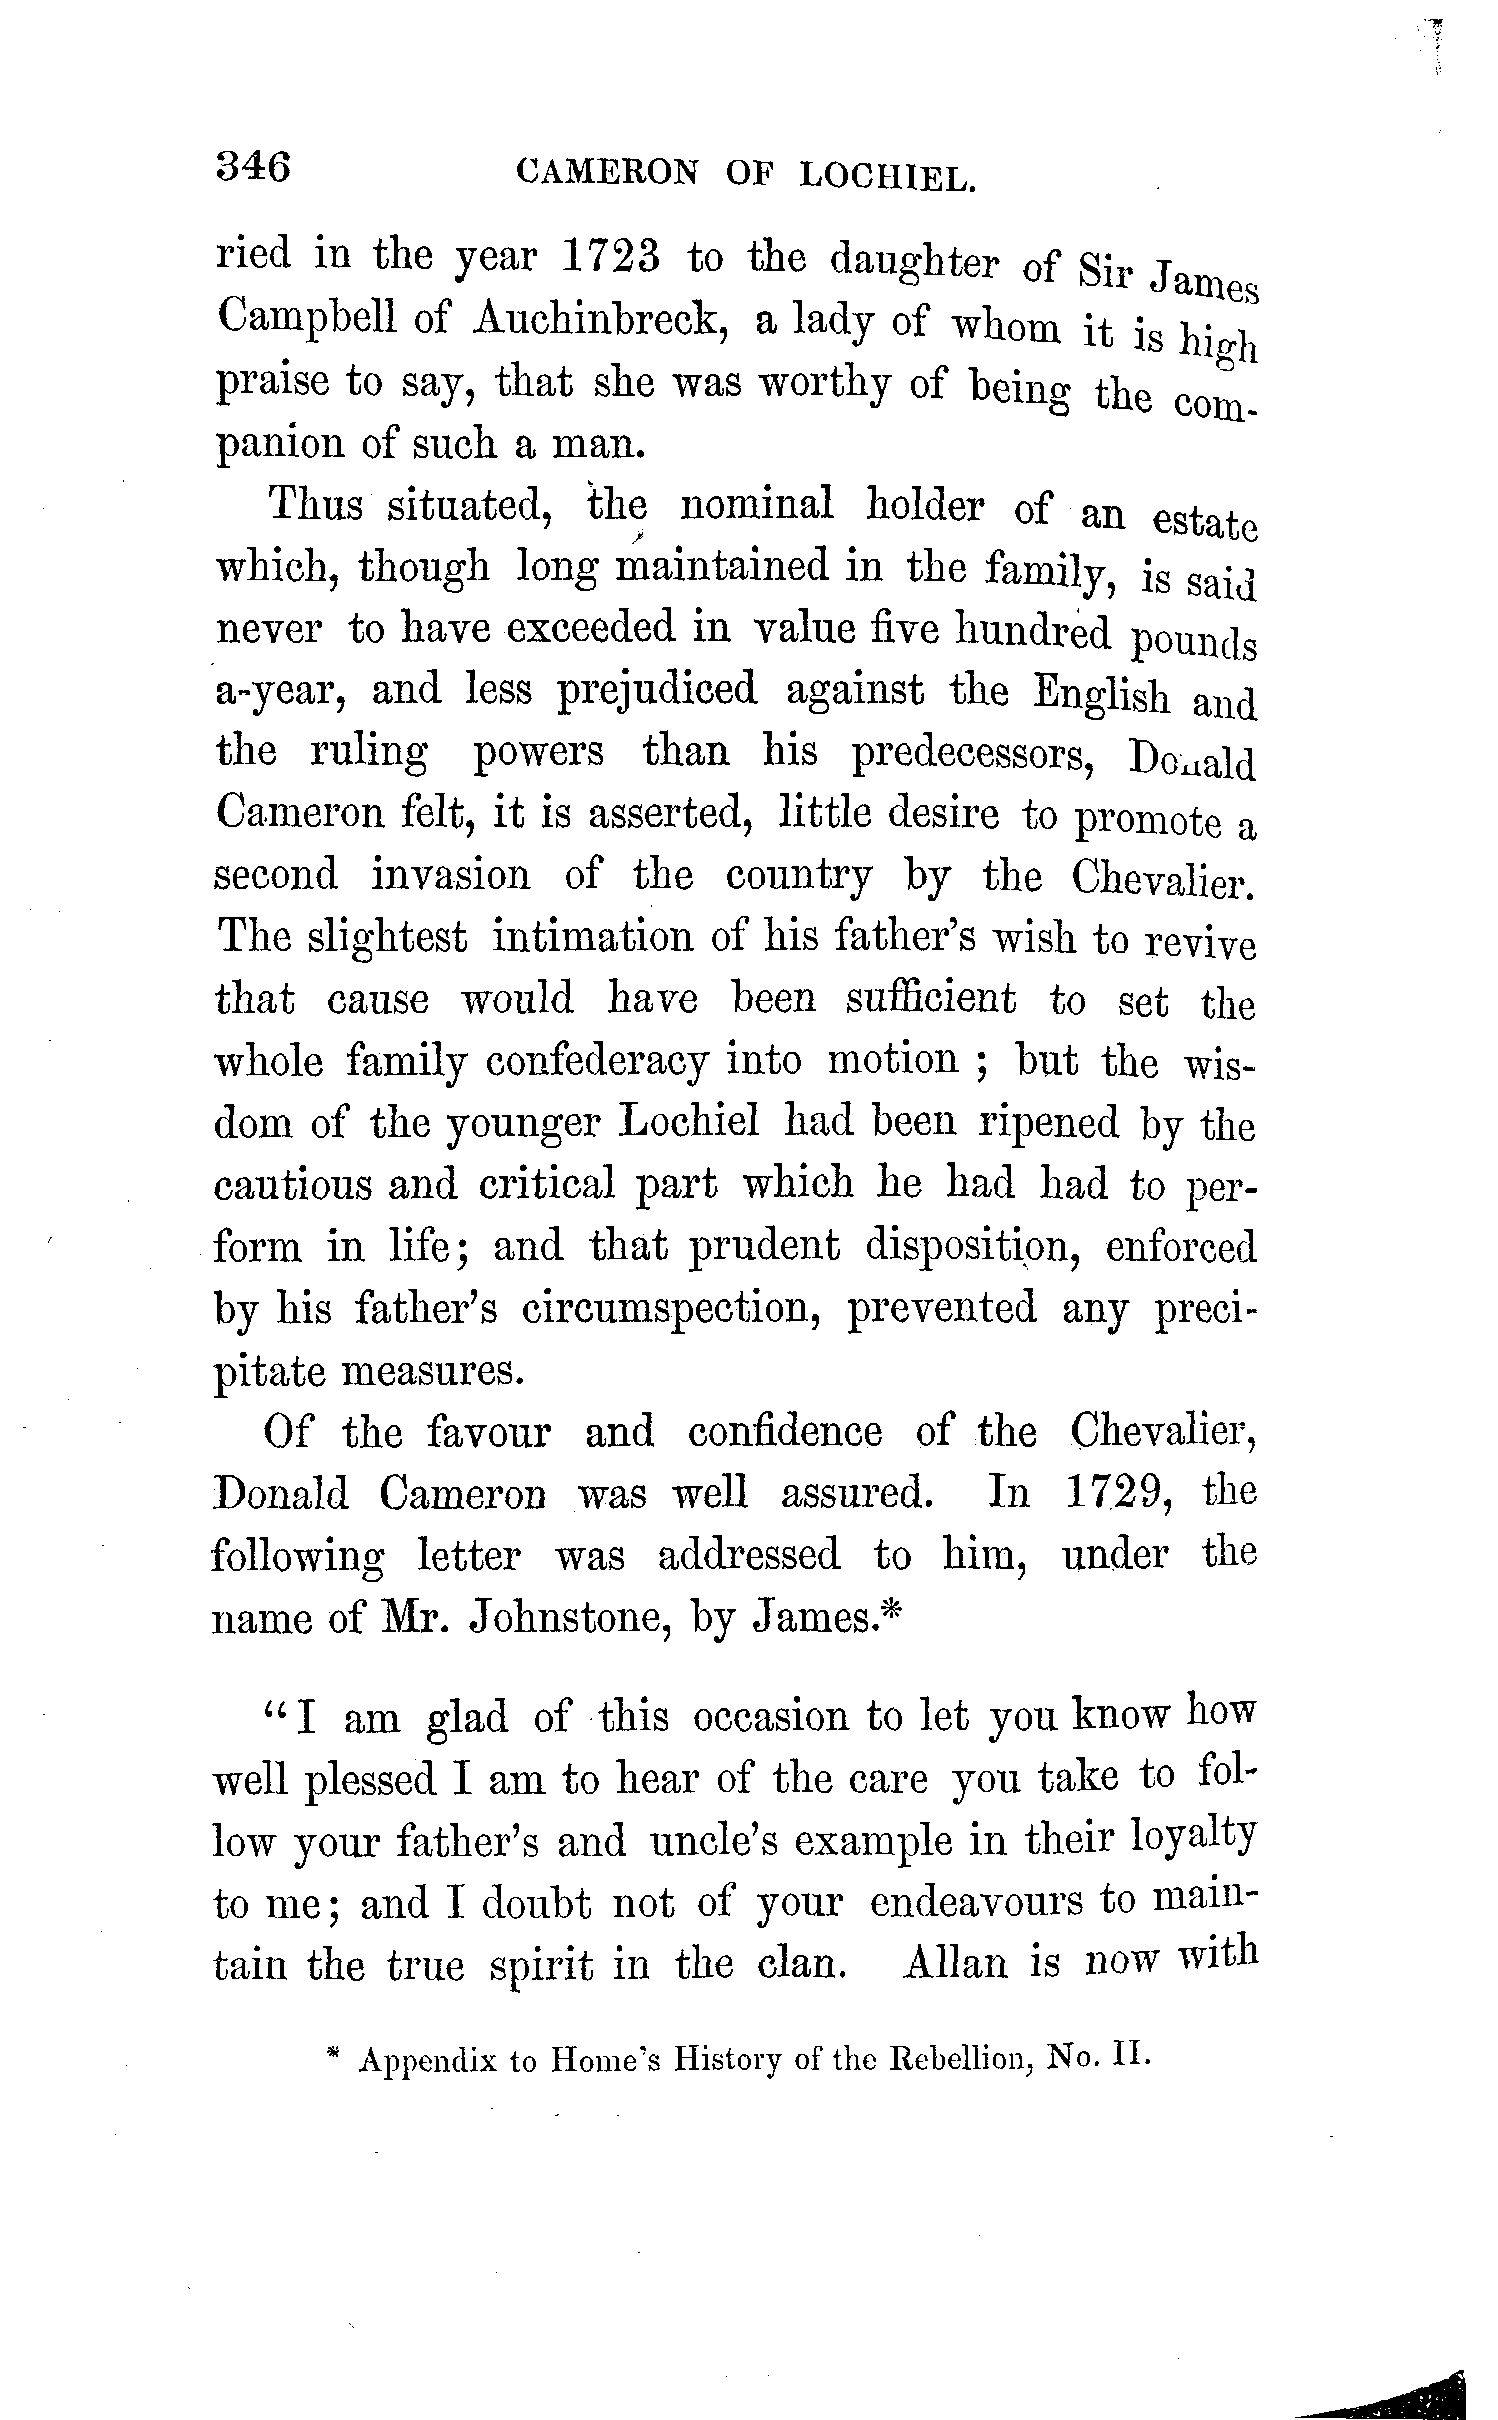 346 CAMERON OF LOCHIEL.
ried in the year 1723 to the daughter of Sir James
Campbell of Auchinbreck, a lady of whom it is high
praise to say, that she was worthy of being the com-
panion of such a man.
Thus situated, the nominal holder of an estate
which, though long maintained in the family, is said
never to have exceeded in value five hundred pounds
a-year, and less prejudiced against the English and
the ruling powers than his predecessors, Donald
Cameron felt, it is asserted, little desire to promote a
second invasion of the country by the Chevalier.
The slightest intimation of his father's wish to revive
that cause would have been sufficient to set the
whole family confederacy into motion ; but the wis-
dom of the younger Lochiel had been ripened by the
cautious and critical part which he had had to per-
form in life; and that prudent disposition, enforced
by his father's circumspection, prevented any preci-
pitate measures.
Of the favour and confidence of the Chevalier,
Donald Cameron was well assured. In 1729, the
following letter was addressed to him, under the
name of Mr. Johnstone, by James.*
"I am glad of this occasion to let you know how
well plessed I am to hear of the care you take to fol-
low your father's and uncle's example in their loyalty
to me; and I doubt not of your endeavours to main-
tain the true spirit in the clan. Allan is now with
* Appendix to Home's History of the Rebellion, No. II.